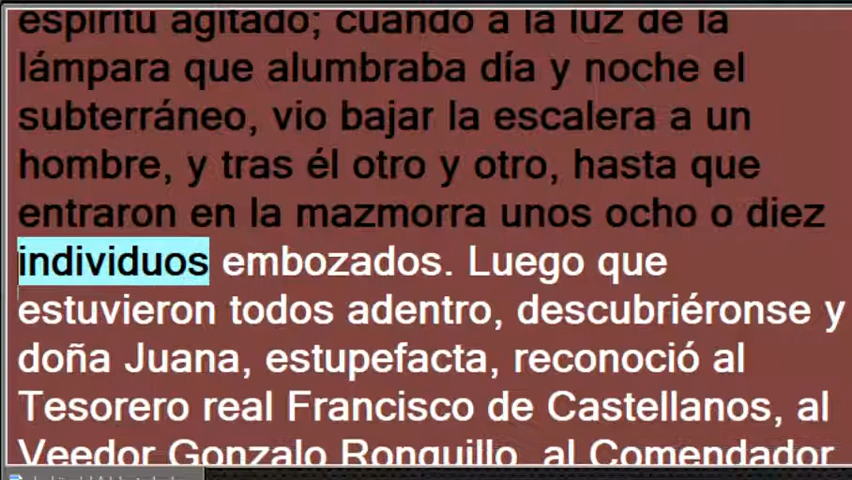 espíritu agitado; cuando a la luz de la
lámpara que alumbraba día y noche el
subterráneo, vio bajar la escalera a un
hombre, y tras él otro y otro, hasta que
entraron en la mazmorra unos ocho o diez
individuos embozados. Luego que
estuvieron todos adentro, descubriéronse y
doña Juana, estupefacta, reconoció al
Tesorero real Francisco de Castellanos, al
Veedor Gonzalo Ronquillo, al Comendador